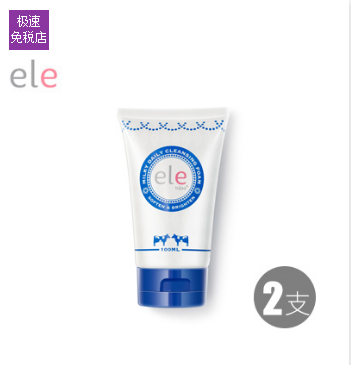 极速
免税店
ele
MILKY DAILY CLEANSING FOAM
ele
SOFTEN & BRIGHTEN
100ML
2支